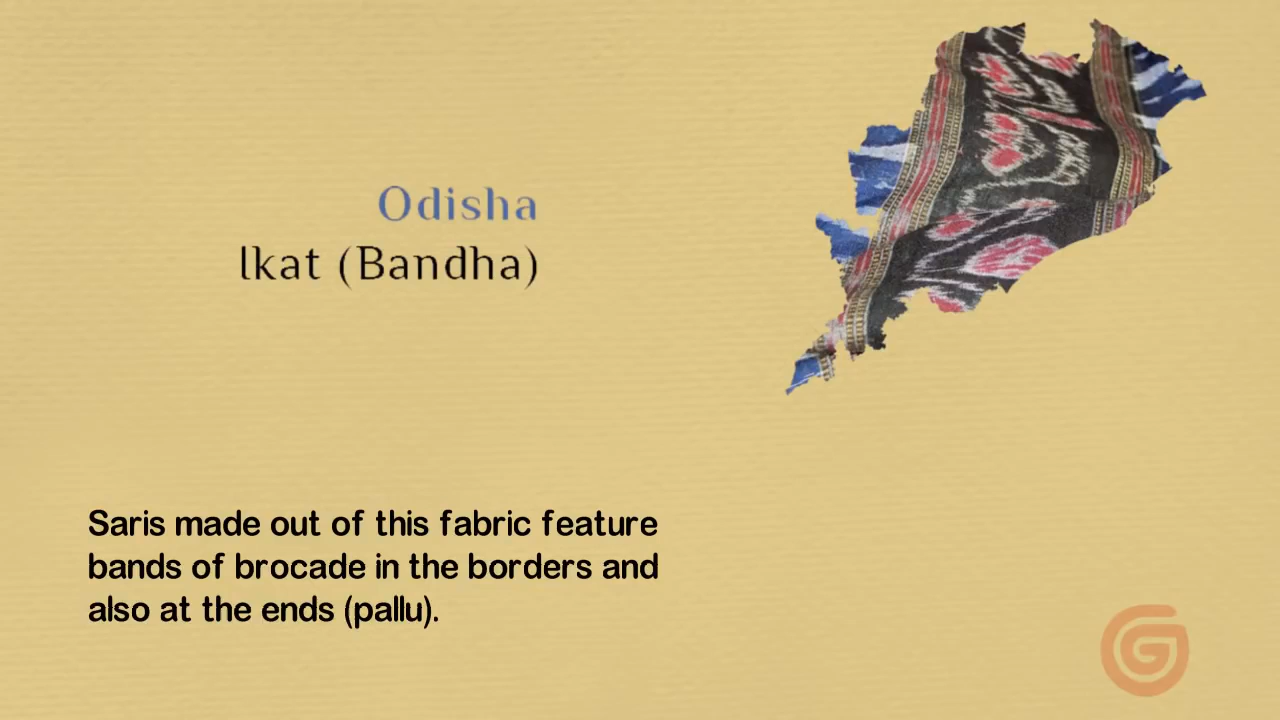 Odisha
Ikat (Bandha)
Saris made out of this fabric feature
bands of brocade in the borders and
also at the ends (pallu).